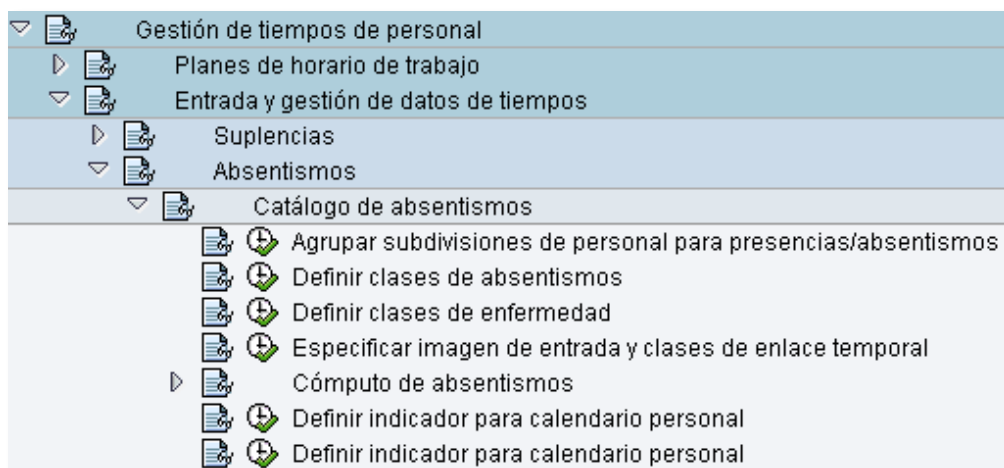 Gestión de tiempos de personal
Planes de horario de trabajo
Entrada y gestión de datos de tiempos
Suplencias
Absentismos
Catálogo de absentismos
Agrupar subdivisiones de personal para presencias/absentismos
Definir clases de absentismos
Definir clases de enfermedad
Especificar imagen de entrada y clases de enlace temporal
Cómputo de absentismos
Definir indicador para calendario personal
Definir indicador para calendario personal